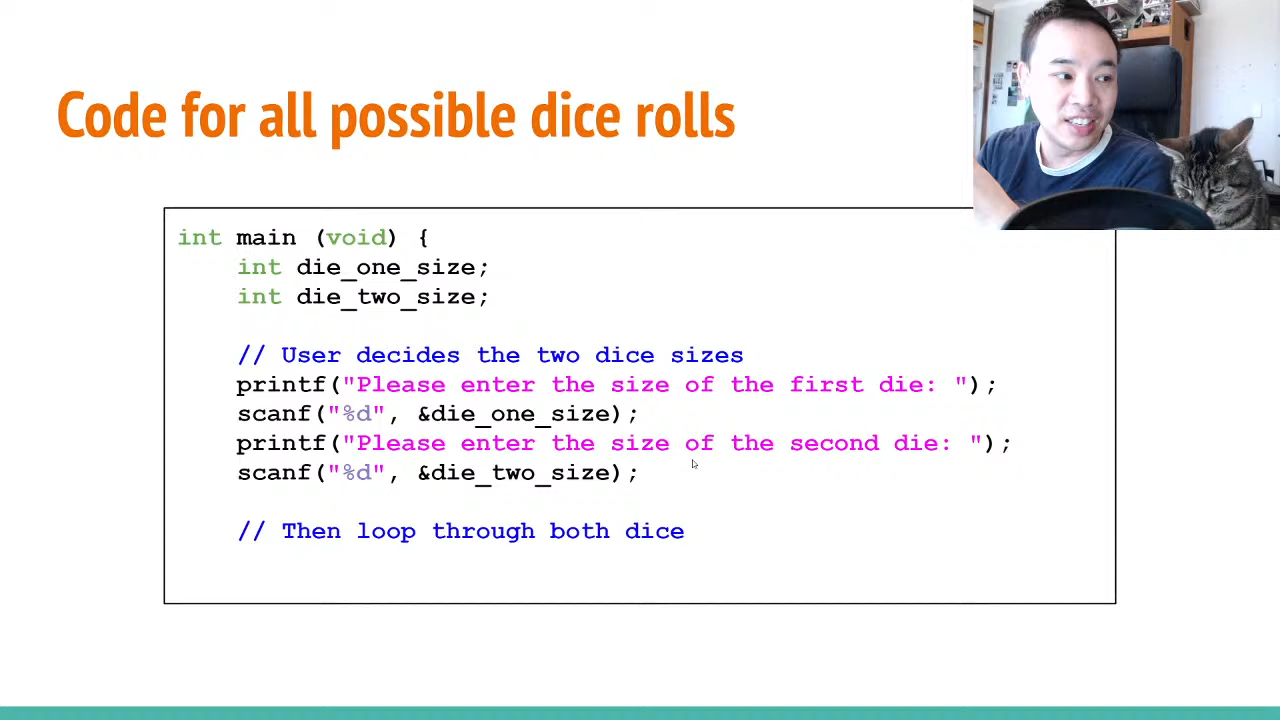 Code for all possible dice rolls
int main (void) {
int die_one_size;
int die_two_size;
// User decides the two dice sizes
printf("Please enter the size of the first die: ");
scanf("%d", &die_one_size);
printf("Please enter the size of the second die: ");
scanf("%d", &die_two_size);
// Then loop through both dice